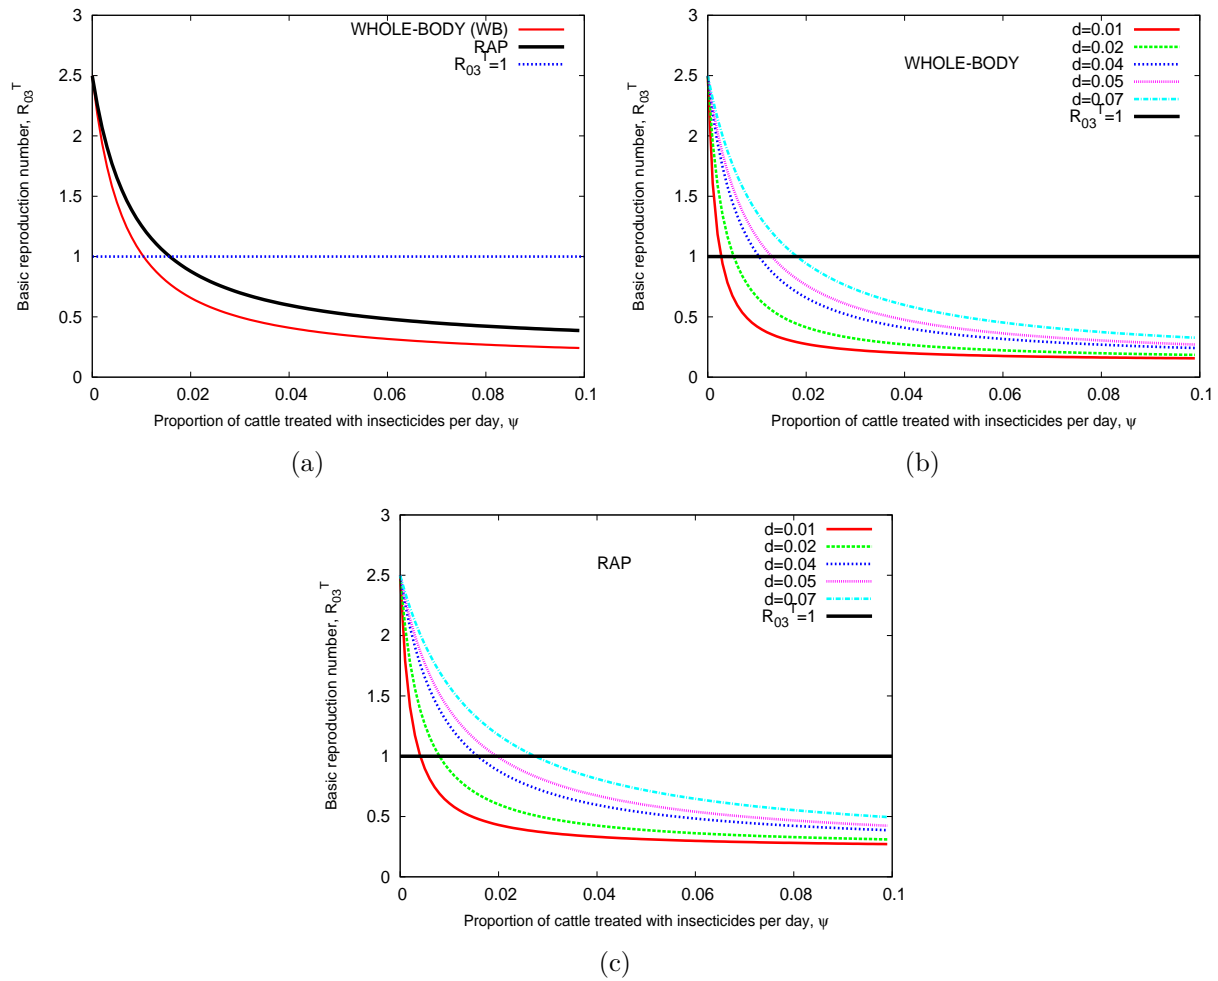 WHOLE-BODY (WB)
RAP
R₀₃ᵀ=1
3
2.5
2
1.5
1
0.5
0
0 0.02 0.04 0.06 0.08 0.1
Basic reproduction number, R₀₃ᵀ
Proportion of cattle treated with insecticides per day, ψ
(a)
WHOLE-BODY
d=0.01
d=0.02
d=0.04
d=0.05
d=0.07
R₀₃ᵀ=1
3
2.5
2
1.5
1
0.5
0
0 0.02 0.04 0.06 0.08 0.1
Basic reproduction number, R₀₃ᵀ
Proportion of cattle treated with insecticides per day, ψ
(b)
RAP
d=0.01
d=0.02
d=0.04
d=0.05
d=0.07
R₀₃ᵀ=1
3
2.5
2
1.5
1
0.5
0
0 0.02 0.04 0.06 0.08 0.1
Basic reproduction number, R₀₃ᵀ
Proportion of cattle treated with insecticides per day, ψ
(c)